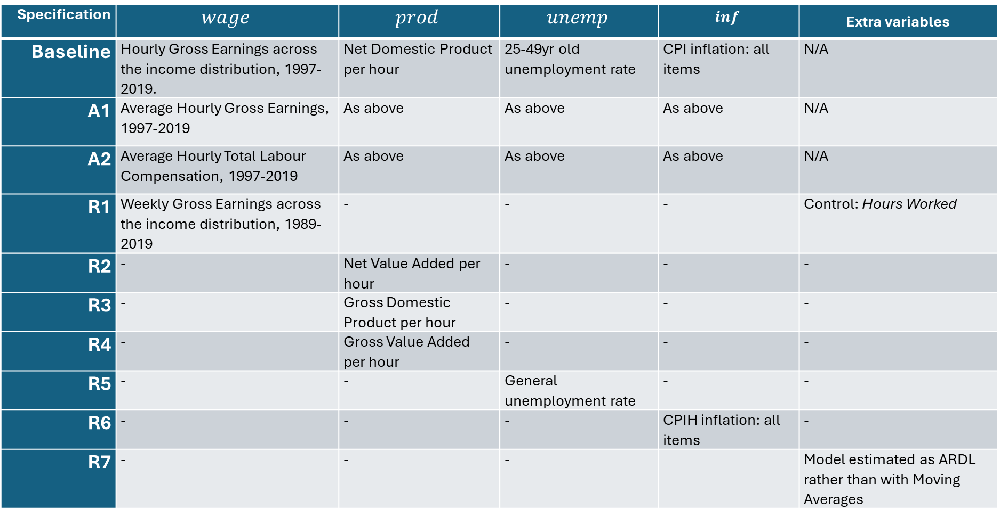 Specification wage prod unemp inf Extra variables
Baseline Hourly Gross Earnings across Net Domestic Product 25-49yr old CPI inflation: all N/A
the income distribution, 1997- per hour unemployment rate items
2019.
A1 Average Hourly Gross Earnings, As above As above As above N/A
1997-2019
A2 Average Hourly Total Labour As above As above As above N/A
Compensation, 1997-2019
R1 Weekly Gross Earnings across - - - Control: Hours Worked
the income distribution, 1989-
2019
R2 - Net Value Added per - - -
hour
R3 - Gross Domestic - - -
Product per hour
R4 - Gross Value Added - - -
per hour
R5 - - General - -
unemployment rate
R6 - - - CPIH inflation: all -
items
R7 - - - Model estimated as ARDL
rather than with Moving
Averages